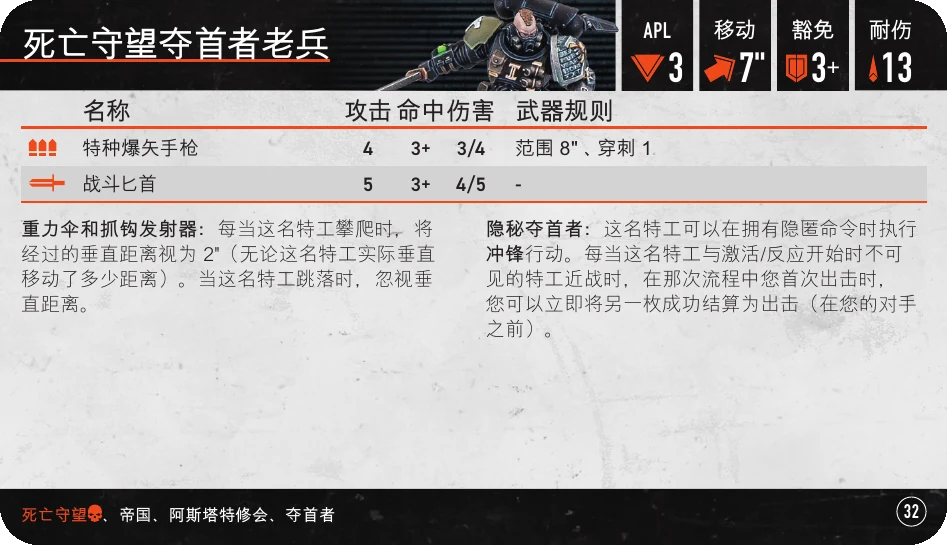 死亡守望夺首者老兵
APL 移动 豁免 耐伤
3 7" 3+ 13
名称 攻击 命中 伤害 武器规则
特种爆矢手枪 4 3+ 3/4 范围 8"、穿刺 1
战斗匕首 5 3+ 4/5 -
重力伞和抓钩发射器：每当这名特工攀爬时，将
经过的垂直距离视为 2"（无论这名特工实际垂直
移动了多少距离）。当这名特工跳落时，忽视垂
直距离。
隐秘夺首者：这名特工可以在拥有隐匿命令时执行
冲锋行动。每当这名特工与激活/反应开始时不可
见的特工近战时，在那次流程中您首次出击时，
您可以立即将另一枚成功结算为出击（在您的对手
之前）。
死亡守望、帝国、阿斯塔特修会、夺首者
32